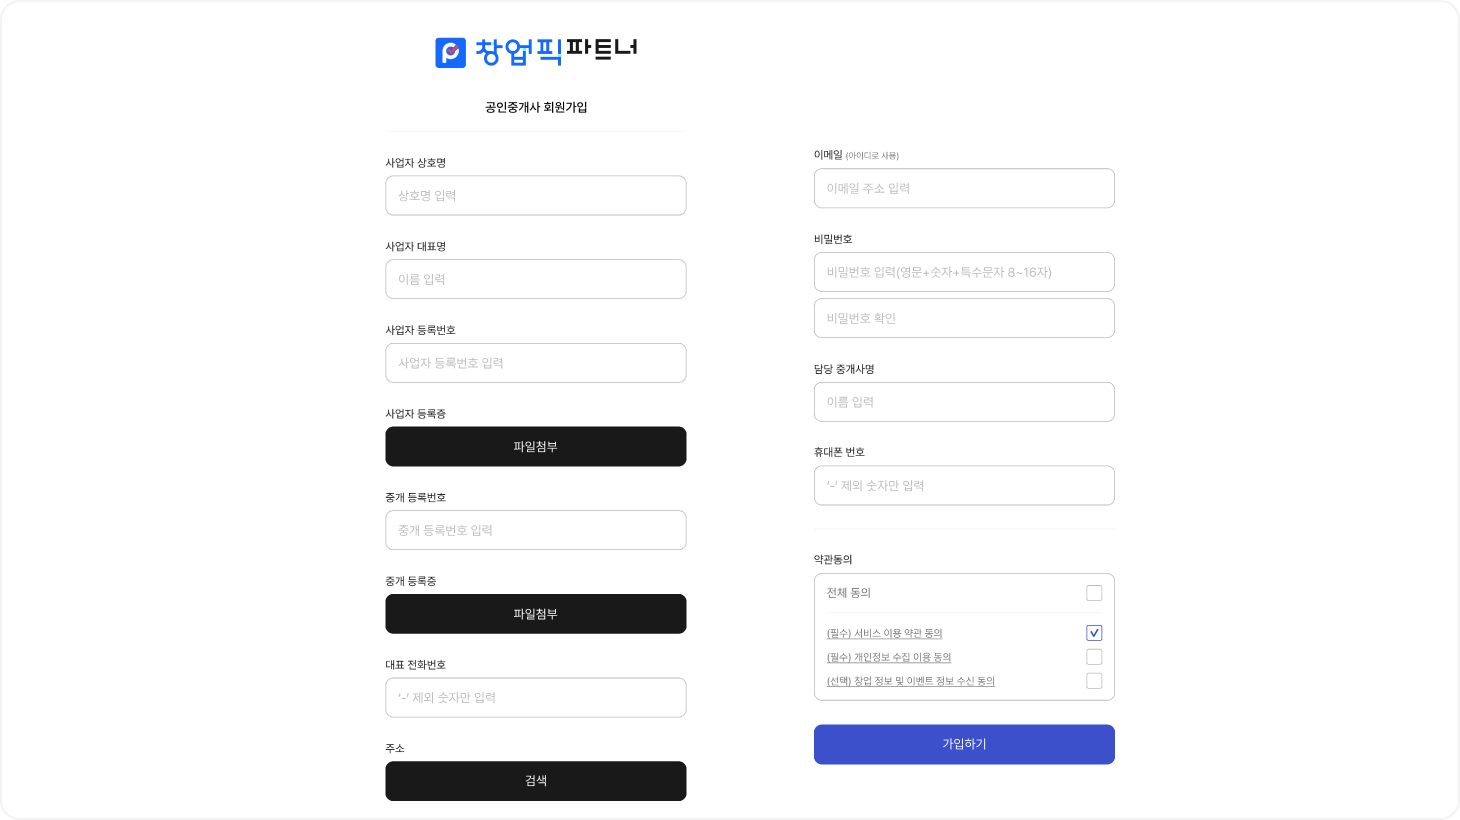 창업픽파트너
공인중개사 회원가입
사업자 상호명
상호명 입력
사업자 대표명
이름 입력
사업자 등록번호
사업자 등록번호 입력
사업자 등록증
파일첨부
중개 등록번호
중개 등록번호 입력
중개 등록증
파일첨부
대표 전화번호
'-' 제외 숫자만 입력
주소
검색
이메일 (아이디로 사용)
이메일 주소 입력
비밀번호
비밀번호 입력(영문+숫자+특수문자 8~16자)
비밀번호 확인
담당 중개사명
이름 입력
휴대폰 번호
'-' 제외 숫자만 입력
약관동의
전체 동의
(필수) 서비스 이용 약관 동의
(필수) 개인정보 수집 이용 동의
(선택) 창업 정보 및 이벤트 정보 수신 동의
가입하기